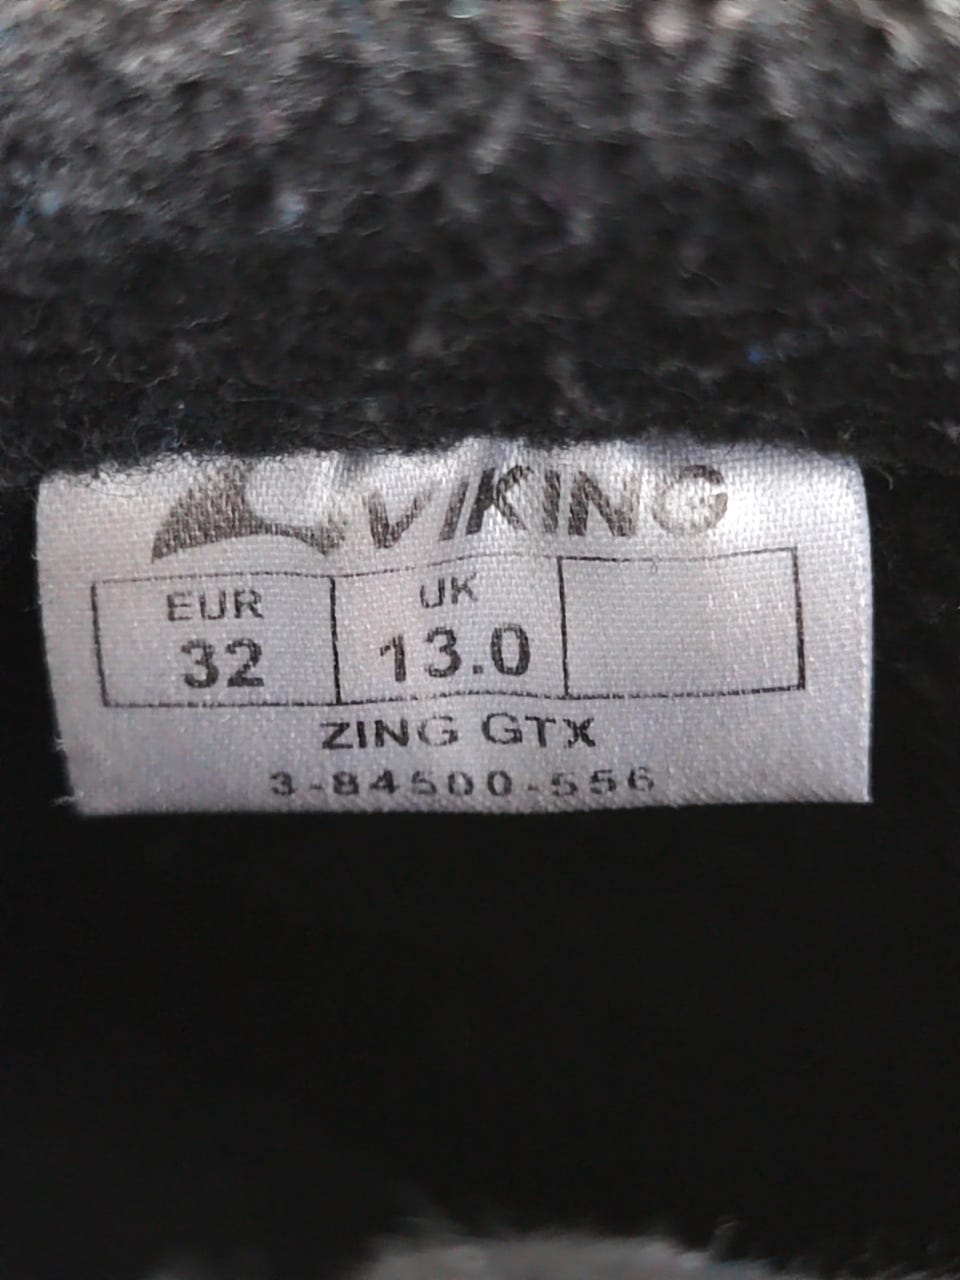 VIKING
EUR UK
32 13.0
ZING GTX
3-84500-556